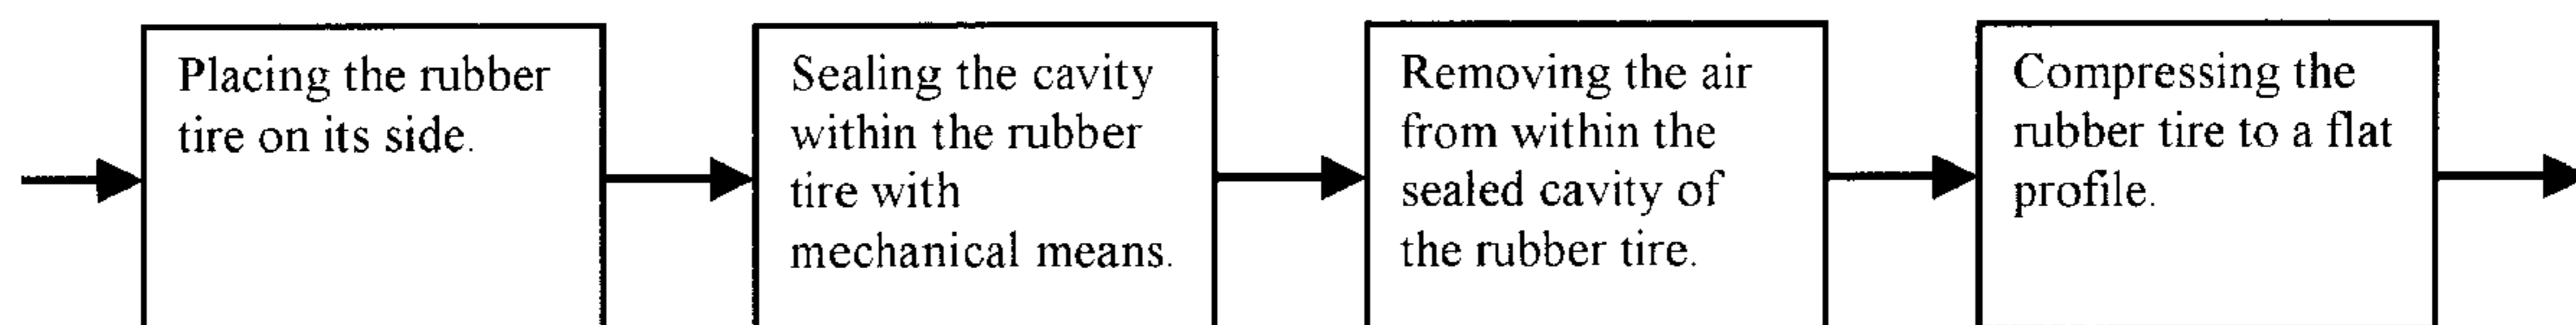 Placing the rubber
tire on its side.
Sealing the cavity
within the rubber
tire with
mechanical means.
Removing the air
from within the
sealed cavity of
the rubber tire.
Compressing the
rubber tire to a flat
profile.